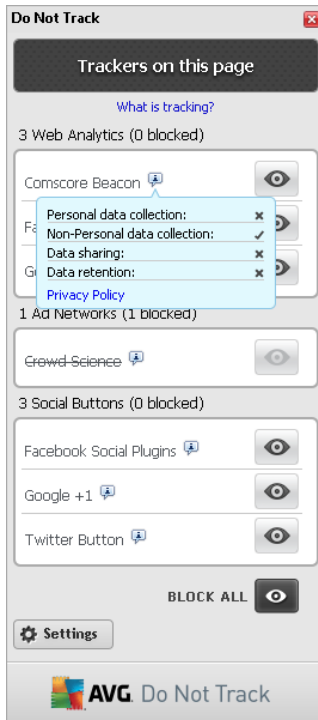 Do Not Track
Trackers on this page
What is tracking?
3 Web Analytics (0 blocked)
Comscore Beacon
Personal data collection:
Non-Personal data collection:
Data sharing:
Data retention:
Privacy Policy
1 Ad Networks (1 blocked)
Crowd Science
3 Social Buttons (0 blocked)
Facebook Social Plugins
Google +1
Twitter Button
BLOCK ALL
Settings
AVG. Do Not Track